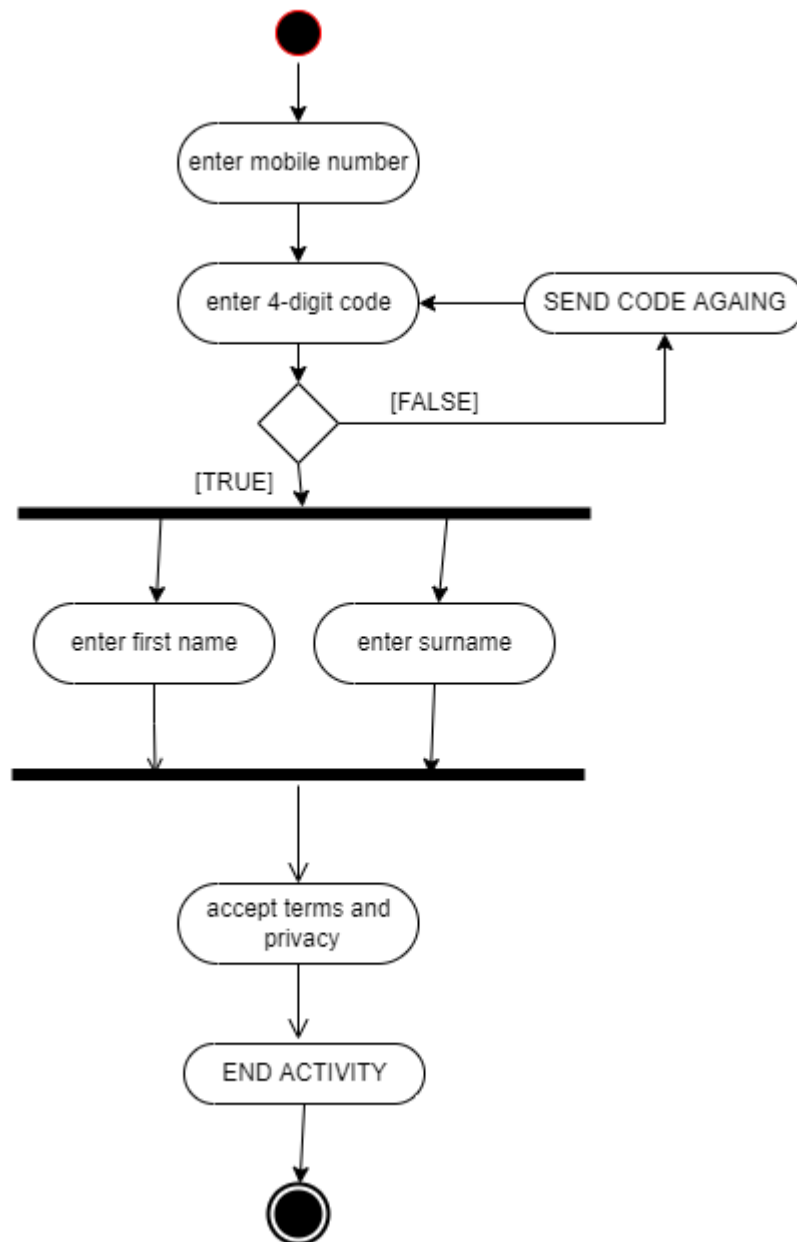 enter mobile number
enter 4-digit code
SEND CODE AGAING
[FALSE]
[TRUE]
enter first name
enter surname
accept terms and
privacy
END ACTIVITY